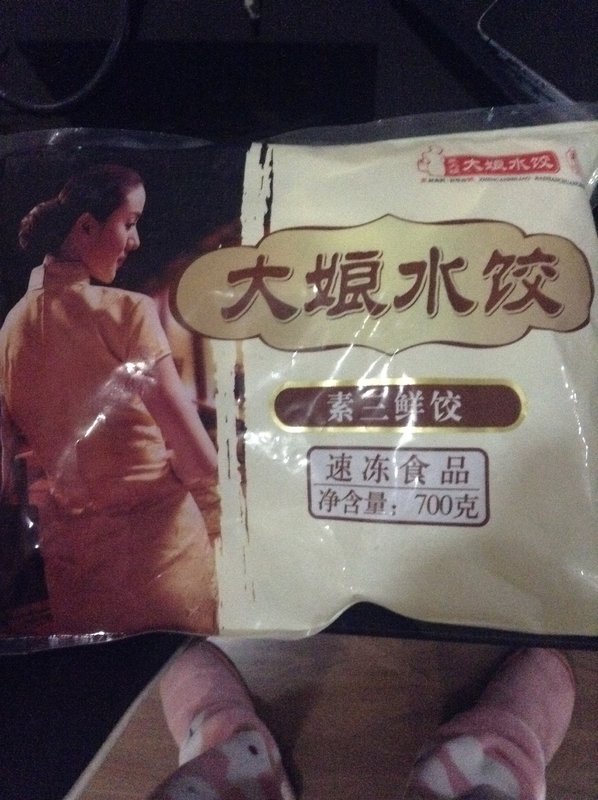 大娘水饺
大娘水饺
素三鲜饺
速冻食品
净含量：700克